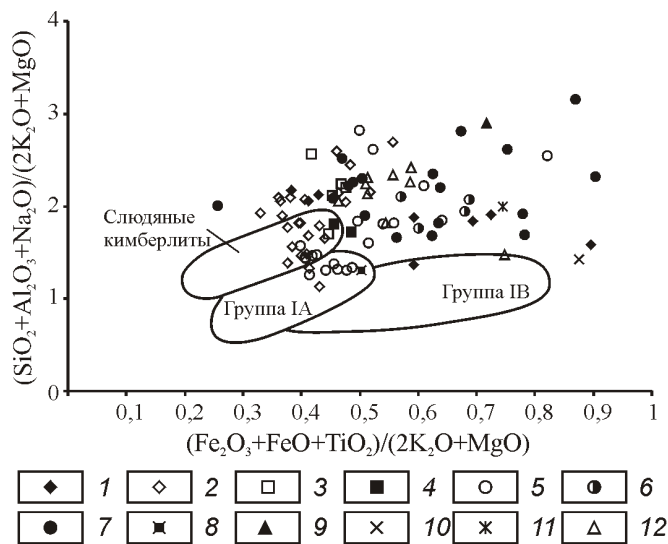 (SiO₂+Al₂O₃+Na₂O)/(2K₂O+MgO)
4
3
2
1
0
Слюдяные
кимберлиты
Группа IA
Группа IB
0,1 0,2 0,3 0,4 0,5 0,6 0,7 0,8 0,9 1
(Fe₂O₃+FeO+TiO₂)/(2K₂O+MgO)
1 2 3 4 5 6
7 8 9 10 11 12